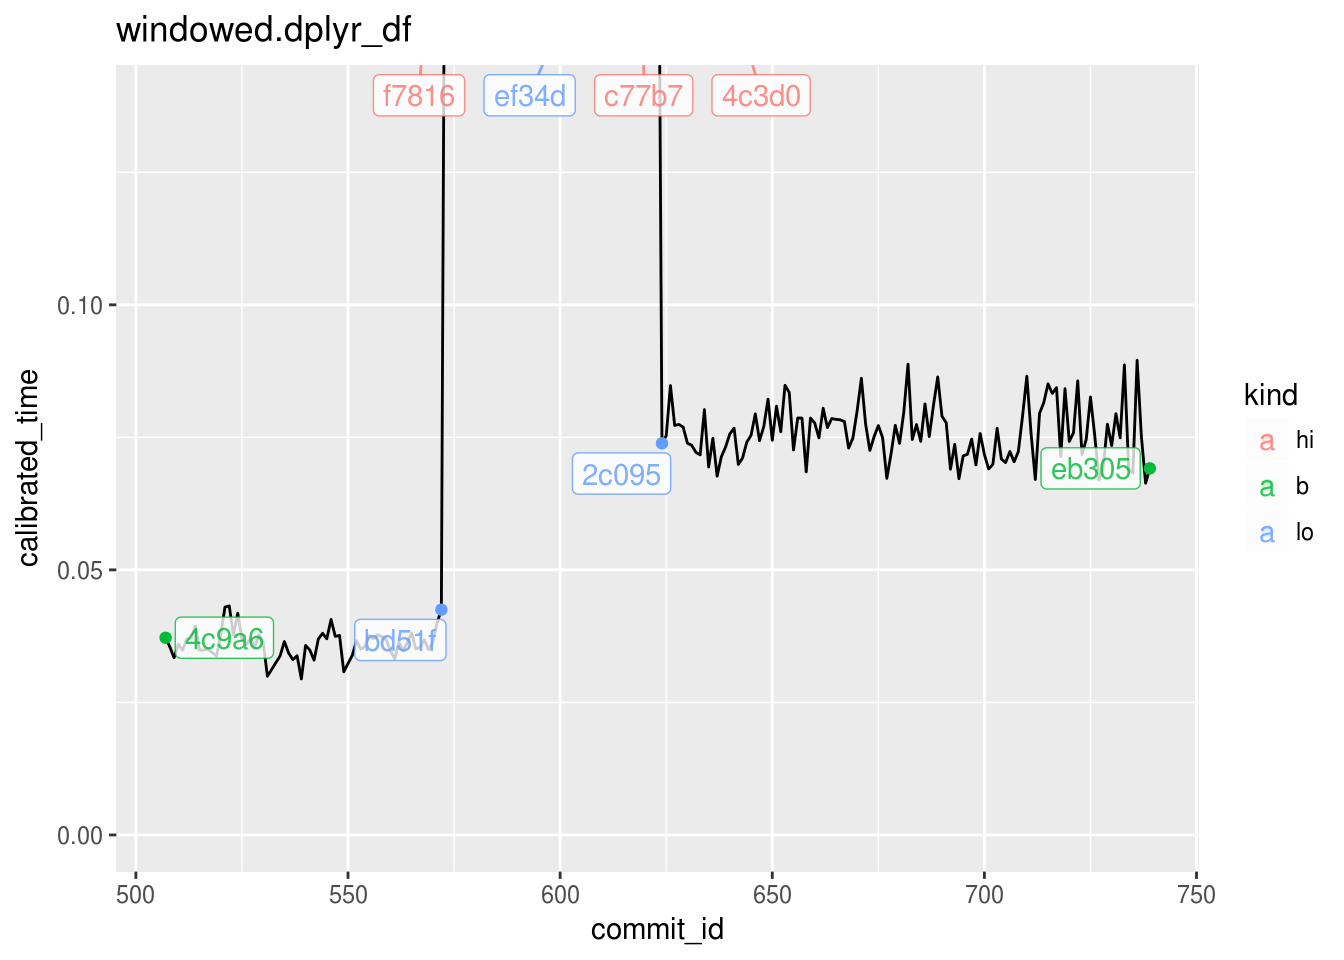 windowed.dplyr_df
f7816
ef34d
c77b7
4c3d0
0.10
0.05
0.00
calibrated_time
2c095
eb305
4c9a6
bd51f
500
550
600
650
700
750
commit_id
kind
a hi
a b
a lo